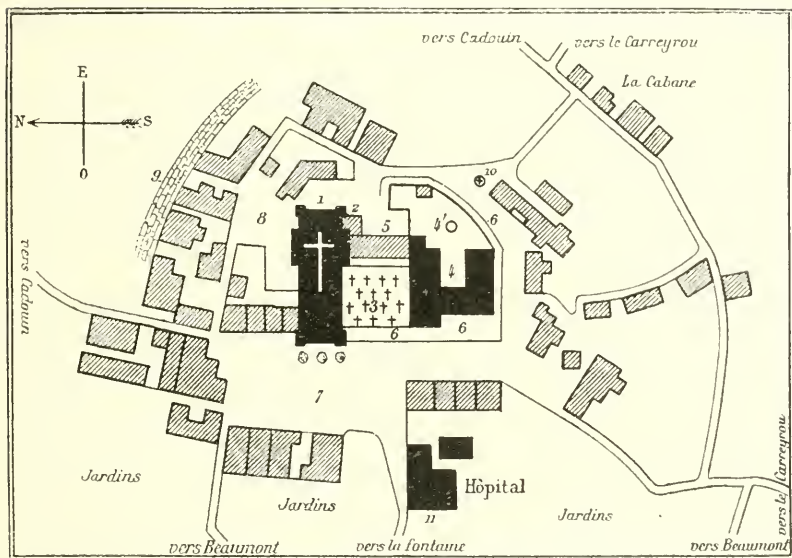 vers Cadouin
vers le Carreyrou
La Cabane
E
N
S
O
9
1
2
10
8
5
4'
6
4
3
6
6
vers Cadouin
7
Jardins
Jardins
Hôpital
11
Jardins
vers le Carreyrou
vers Beaumont
vers la fontaine
vers Beaumont